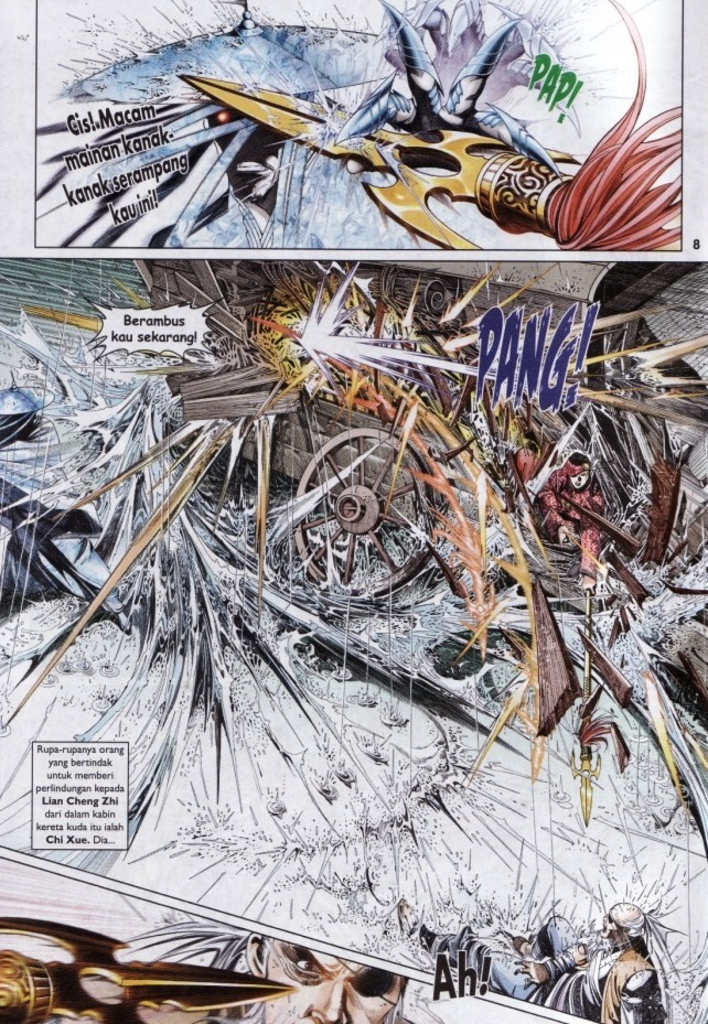 PAP!
Cis!.Macam
mainan kanak-
kanak serampang
kau ini!
8
Berambus
kau sekarang!
PANG!
Rupa-rupanya orang
yang bertindak
untuk memberi
perlindungan kepada
Lian Cheng Zhi
dari dalam kabin
kereta kuda itu ialah
Chi Xue. Dia...
Ah!